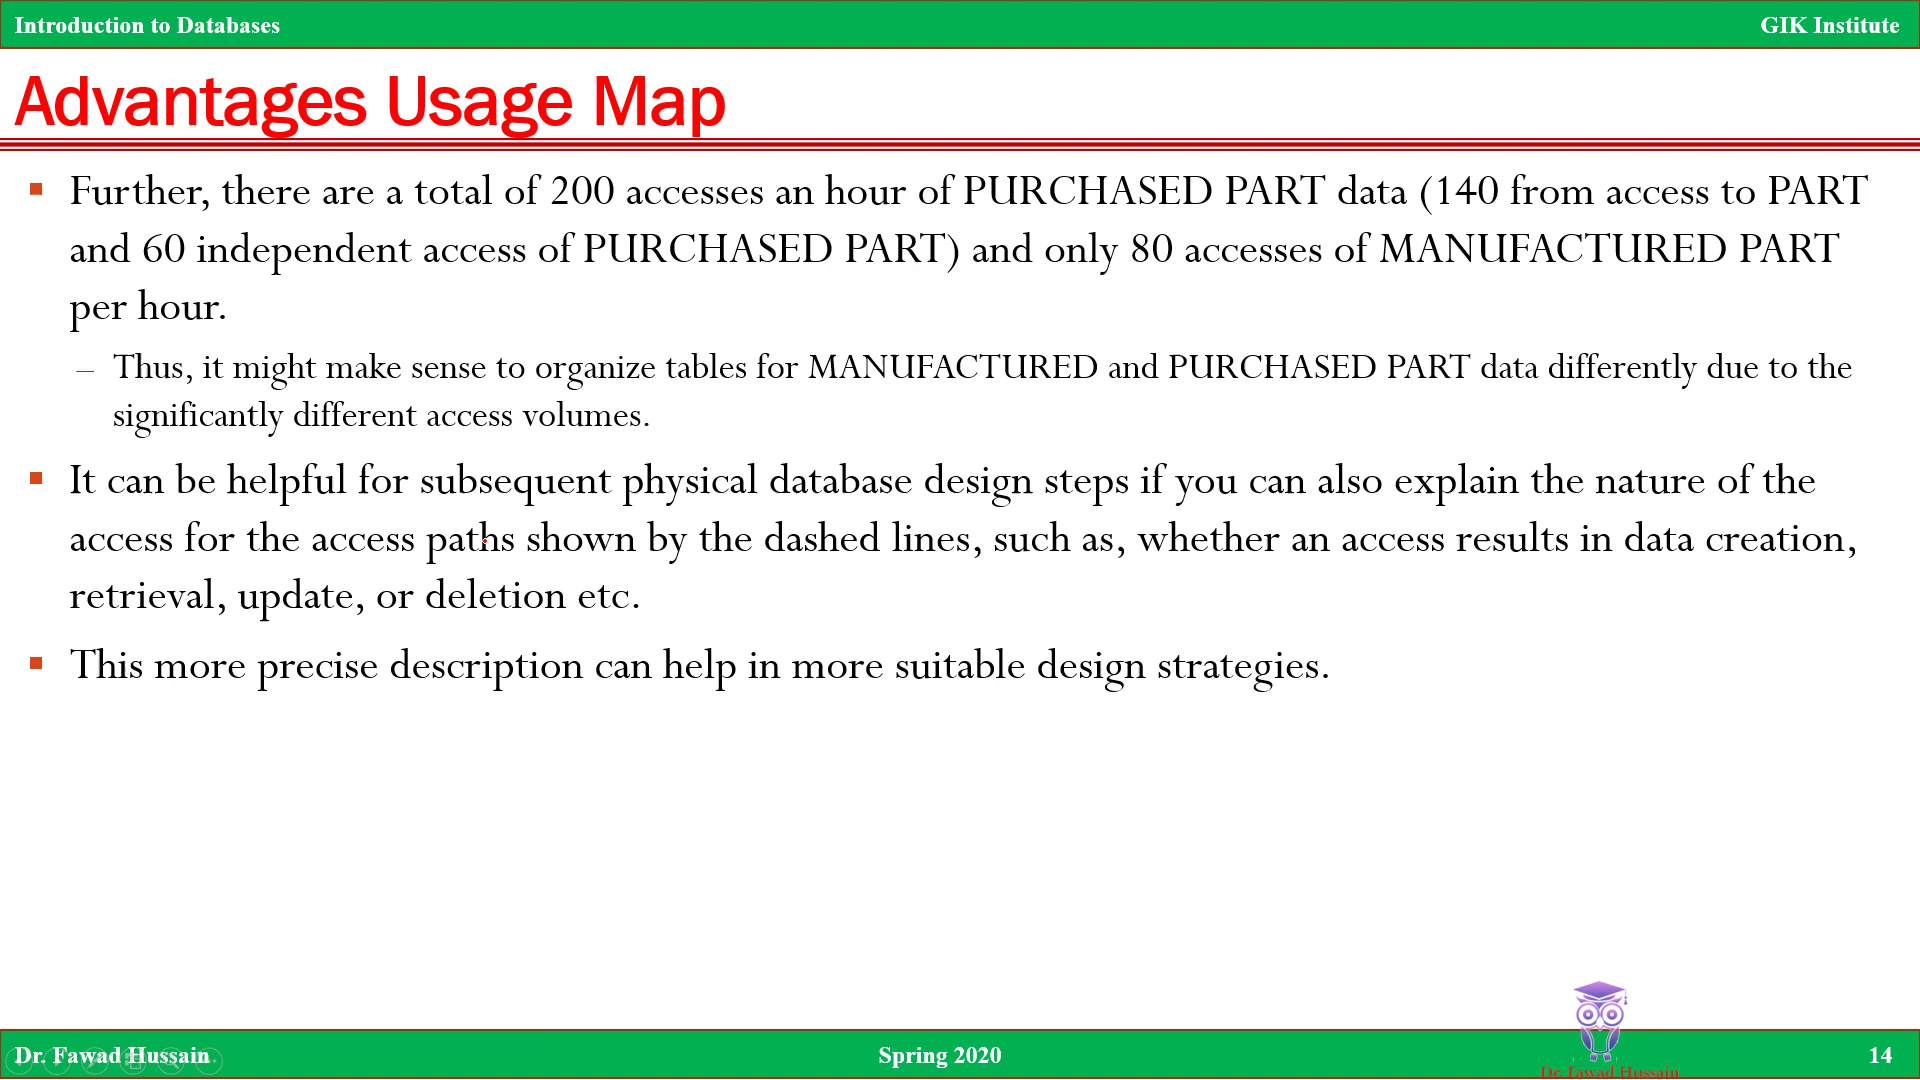 Introduction to Databases
GIK Institute
Advantages Usage Map
Further, there are a total of 200 accesses an hour of PURCHASED PART data (140 from access to PART
and 60 independent access of PURCHASED PART) and only 80 accesses of MANUFACTURED PART
per hour.
– Thus, it might make sense to organize tables for MANUFACTURED and PURCHASED PART data differently due to the
significantly different access volumes.
It can be helpful for subsequent physical database design steps if you can also explain the nature of the
access for the access paths shown by the dashed lines, such as, whether an access results in data creation,
retrieval, update, or deletion etc.
This more precise description can help in more suitable design strategies.
Dr. Fawad Hussain
Spring 2020
Dr. Fawad Hussain
14